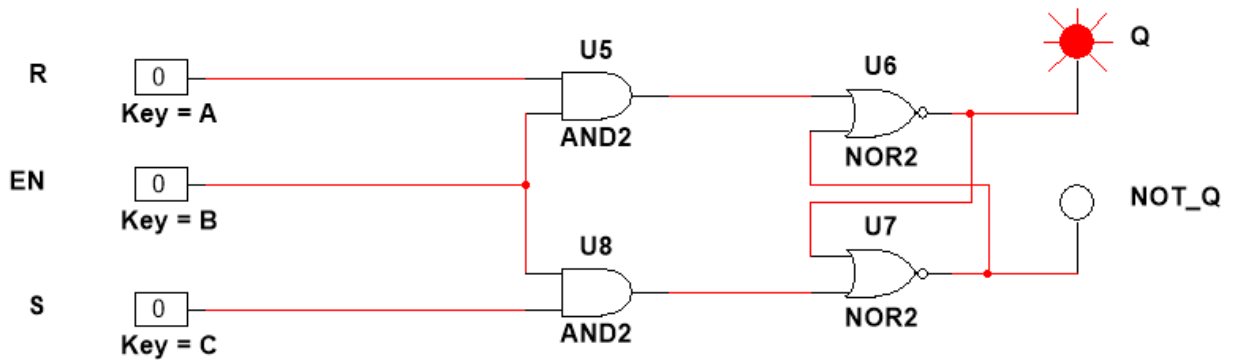 R
0
Key = A
EN
0
Key = B
S
0
Key = C
U5
AND2
U8
AND2
U6
NOR2
U7
NOR2
Q
NOT_Q